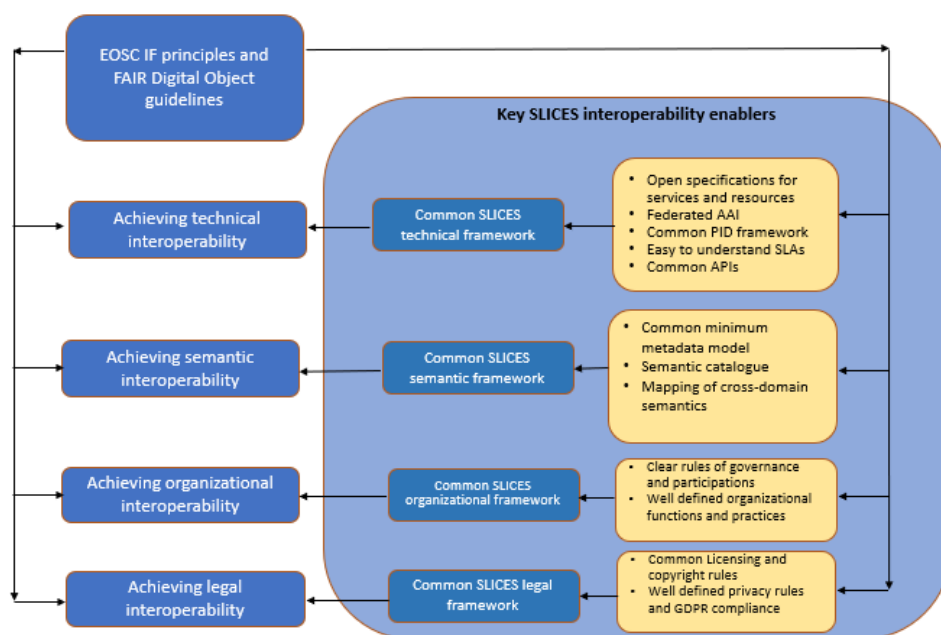 EOSC IF principles and
FAIR Digital Object
guidelines
Key SLICES interoperability enablers
Achieving technical
interoperability
Common SLICES
technical framework
• Open specifications for
services and resources
• Federated AAI
• Common PID framework
• Easy to understand SLAs
• Common APIs
Achieving semantic
interoperability
Common SLICES
semantic framework
• Common minimum
metadata model
• Semantic catalogue
• Mapping of cross-domain
semantics
Achieving organizational
interoperability
Common SLICES
organizational framework
• Clear rules of governance
and participations
• Well defined organizational
functions and practices
Achieving legal
interoperability
Common SLICES legal
framework
• Common Licensing and
copyright rules
• Well defined privacy rules
and GDPR compliance